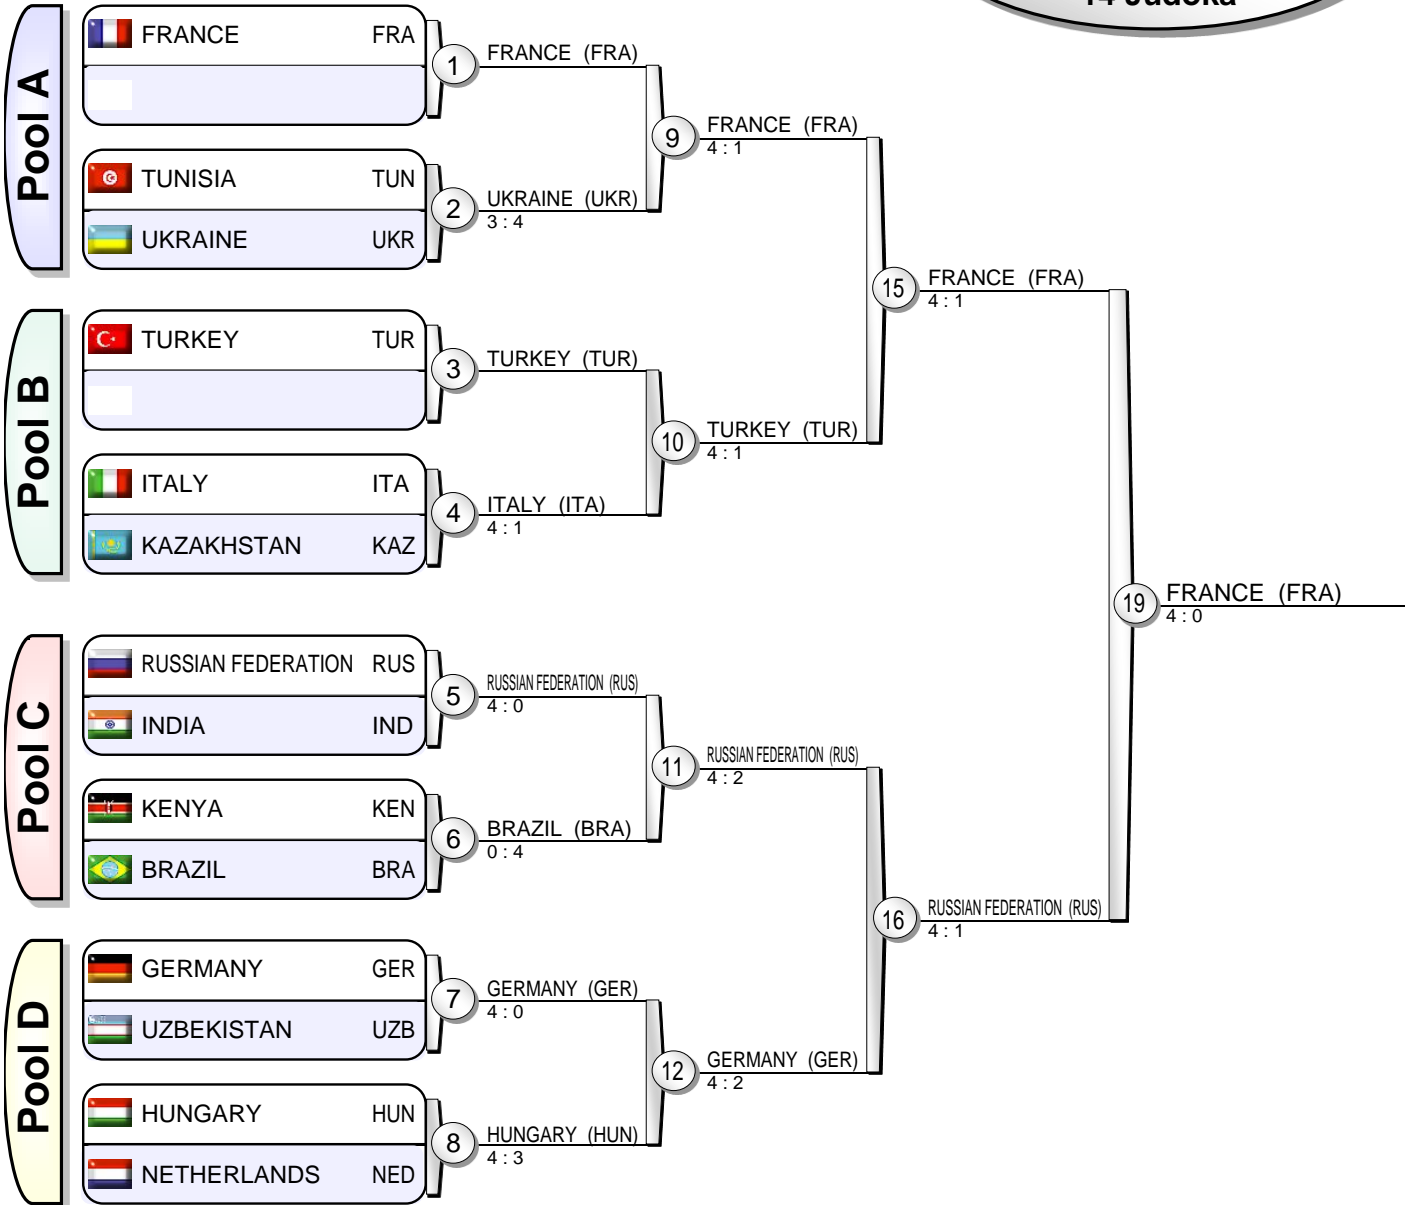 14 Judoka
Pool A
FRANCE FRA
1
FRANCE (FRA)
TUNISIA TUN
UKRAINE UKR
2
UKRAINE (UKR)
3 : 4
9
FRANCE (FRA)
4 : 1
Pool B
TURKEY TUR
3
TURKEY (TUR)
ITALY ITA
KAZAKHSTAN KAZ
4
ITALY (ITA)
4 : 1
10
TURKEY (TUR)
4 : 1
15
FRANCE (FRA)
4 : 1
Pool C
RUSSIAN FEDERATION RUS
INDIA IND
5
RUSSIAN FEDERATION (RUS)
4 : 0
KENYA KEN
BRAZIL BRA
6
BRAZIL (BRA)
0 : 4
11
RUSSIAN FEDERATION (RUS)
4 : 2
Pool D
GERMANY GER
UZBEKISTAN UZB
7
GERMANY (GER)
4 : 0
HUNGARY HUN
NETHERLANDS NED
8
HUNGARY (HUN)
4 : 3
12
GERMANY (GER)
4 : 2
16
RUSSIAN FEDERATION (RUS)
4 : 1
19
FRANCE (FRA)
4 : 0